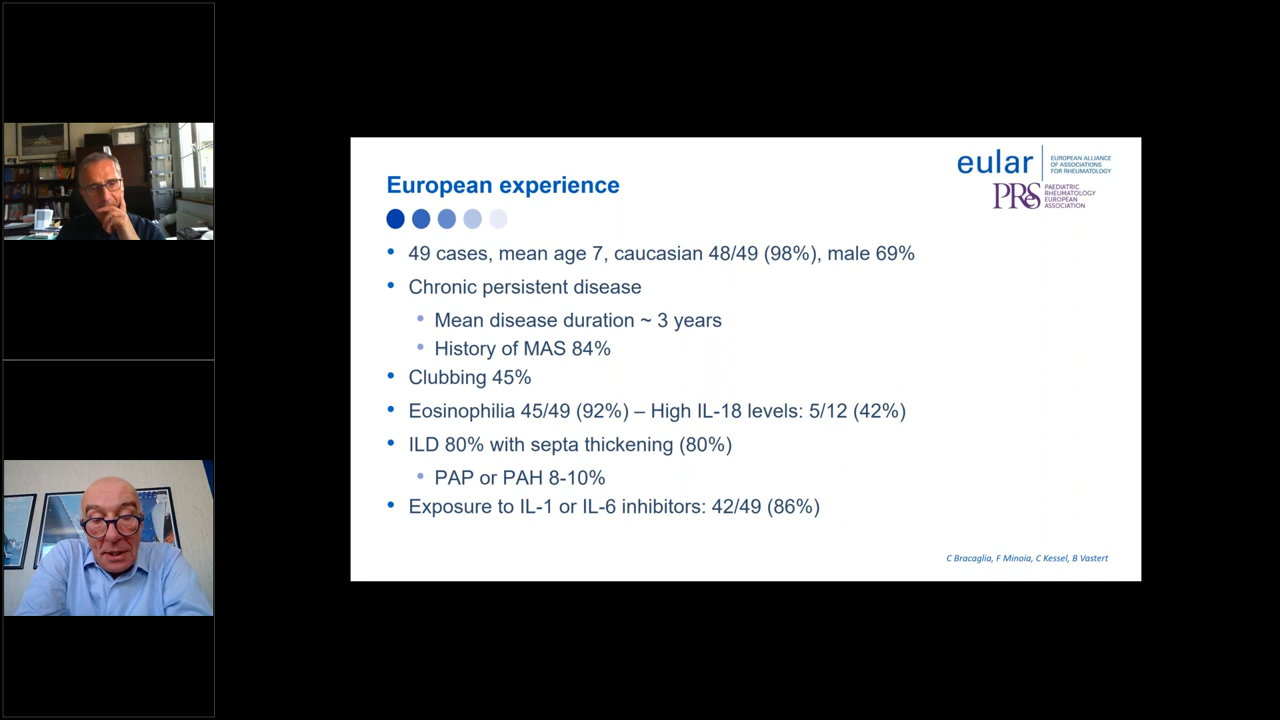 European experience
eular
EUROPEAN ALLIANCE
OF ASSOCIATIONS
FOR RHEUMATOLOGY
PReS
PAEDIATRIC
RHEUMATOLOGY
EUROPEAN
ASSOCIATION
• 49 cases, mean age 7, caucasian 48/49 (98%), male 69%
• Chronic persistent disease
• Mean disease duration ~ 3 years
• History of MAS 84%
• Clubbing 45%
• Eosinophilia 45/49 (92%) – High IL-18 levels: 5/12 (42%)
• ILD 80% with septa thickening (80%)
• PAP or PAH 8-10%
• Exposure to IL-1 or IL-6 inhibitors: 42/49 (86%)
C Bracaglia, F Minoia, C Kessel, B Vastert